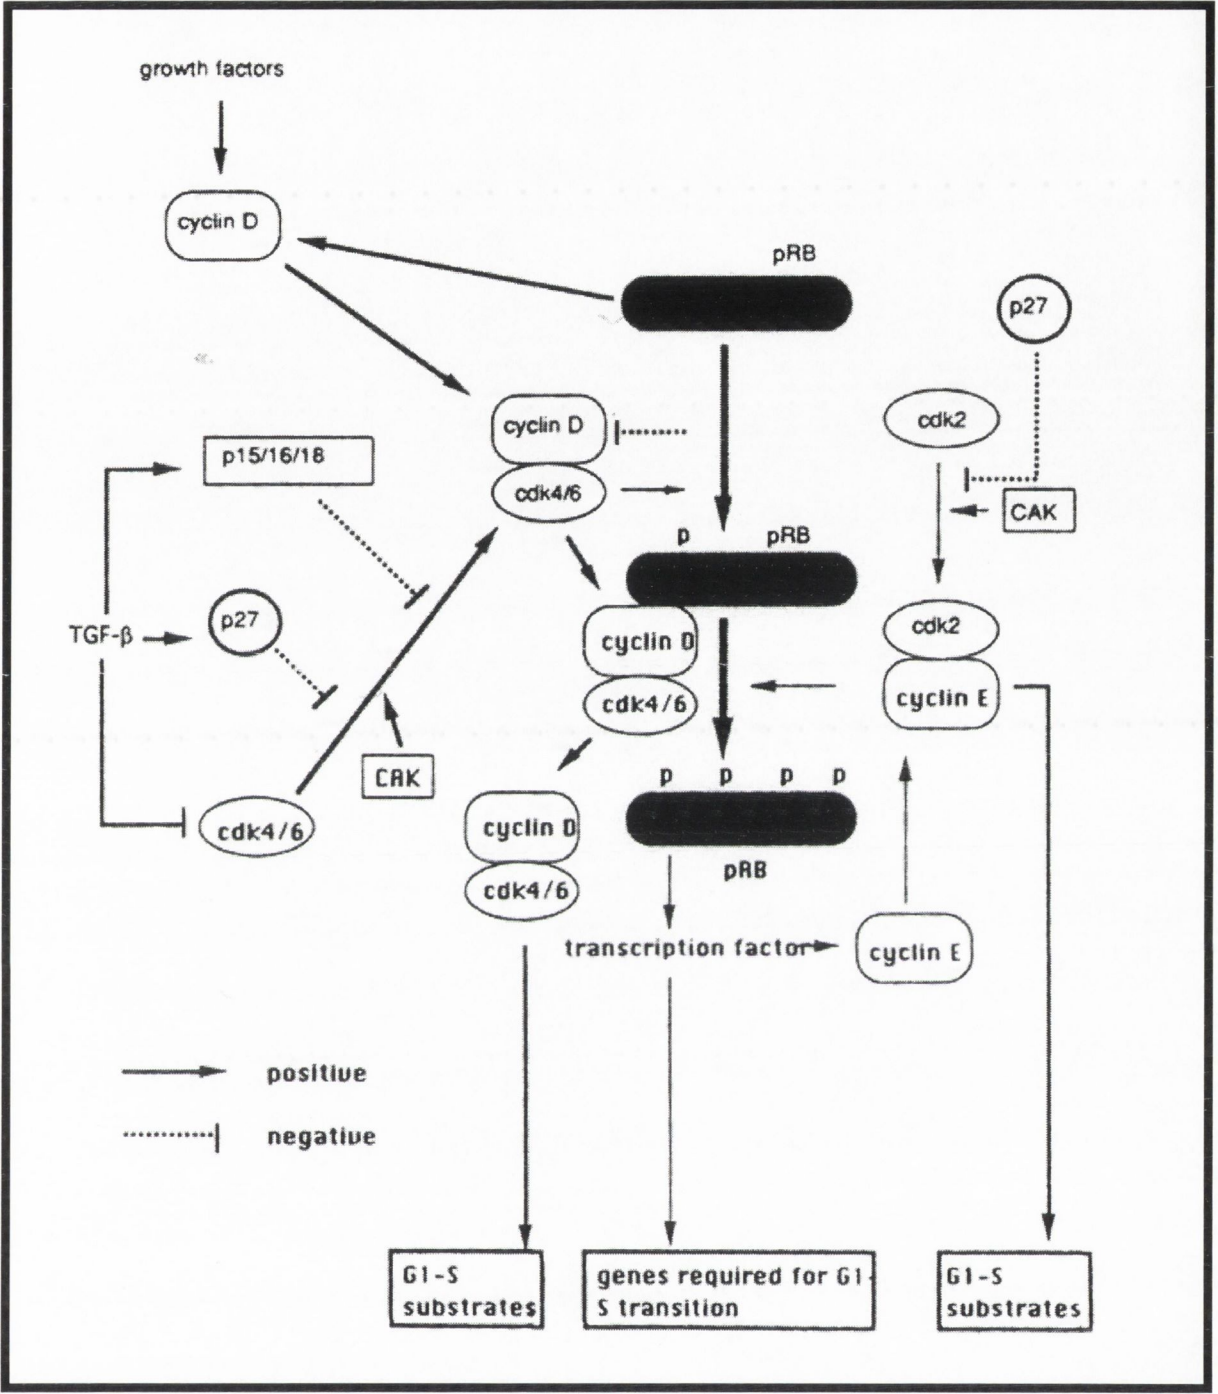 growth factors
cyclin D
pRB
p27
cdk2
cyclin D
p15/16/18
cdk4/6
CAK
p pRB
p27
TGF-β
cdk2
cyclin D
cyclin E
cdk4/6
CAK
p p p p
cdk4/6
cyclin D
pRB
cdk4/6
transcription factor
cyclin E
positive
negative
G1-S
substrates
genes required for G1-
S transition
G1-S
substrates